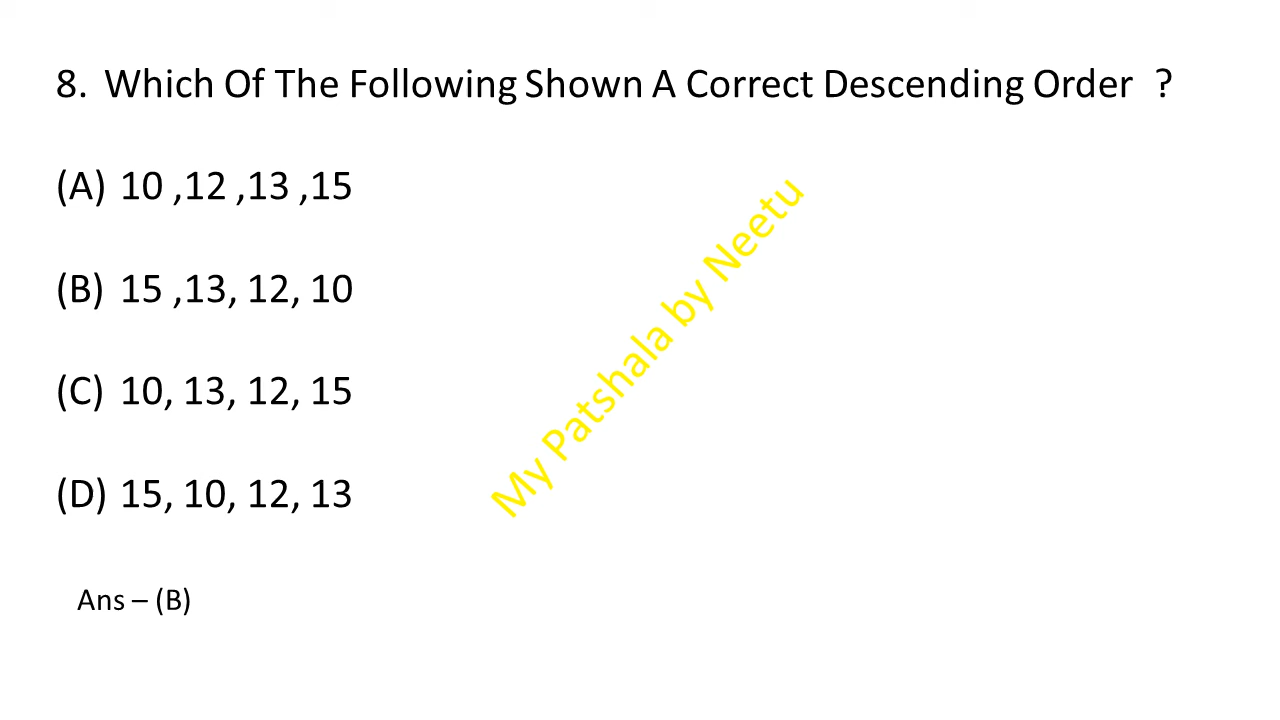 8. Which Of The Following Shown A Correct Descending Order ?
(A) 10 ,12 ,13 ,15
(B) 15 ,13, 12, 10
(C) 10, 13, 12, 15
(D) 15, 10, 12, 13
My Patshala by Neetu
Ans – (B)